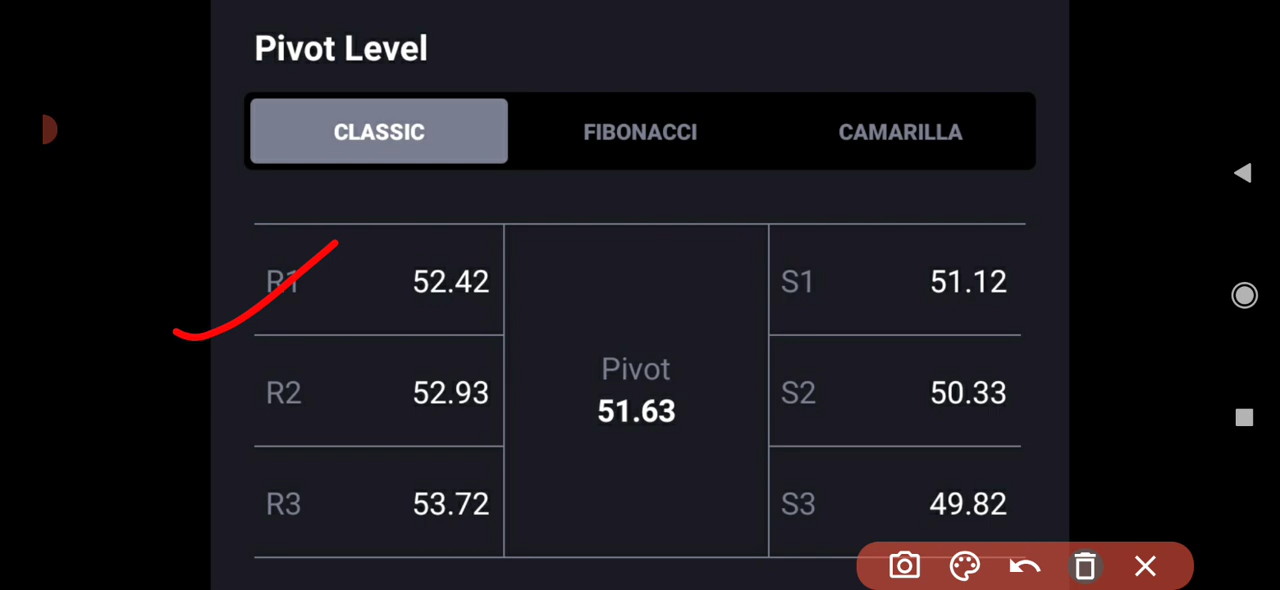 Pivot Level
CLASSIC FIBONACCI CAMARILLA
R1 52.42 S1 51.12
Pivot
R2 52.93 51.63 S2 50.33
R3 53.72 S3 49.82